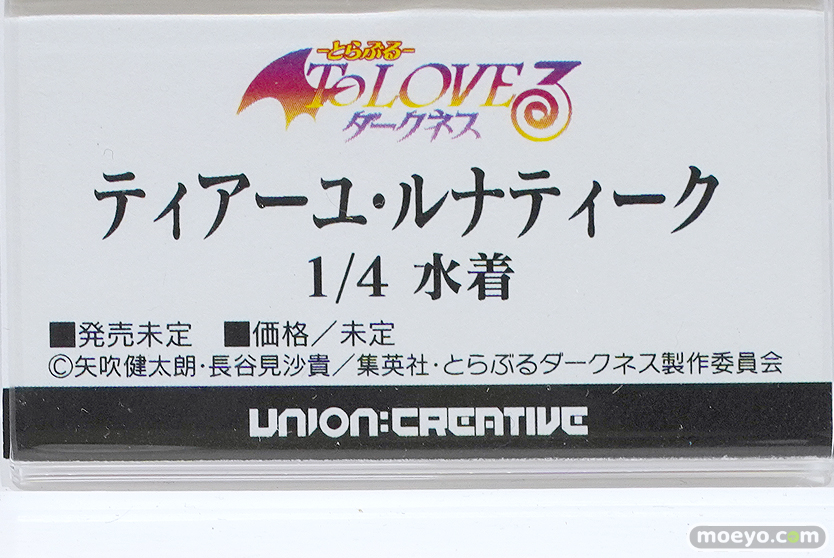 -とらぶる-
To LOVEる
ダークネス
ティアーユ・ルナティーク
1/4 水着
■発売未定 ■価格／未定
©矢吹健太朗・長谷見沙貴／集英社・とらぶるダークネス製作委員会
UNION:CREATIVE
moeyo.com